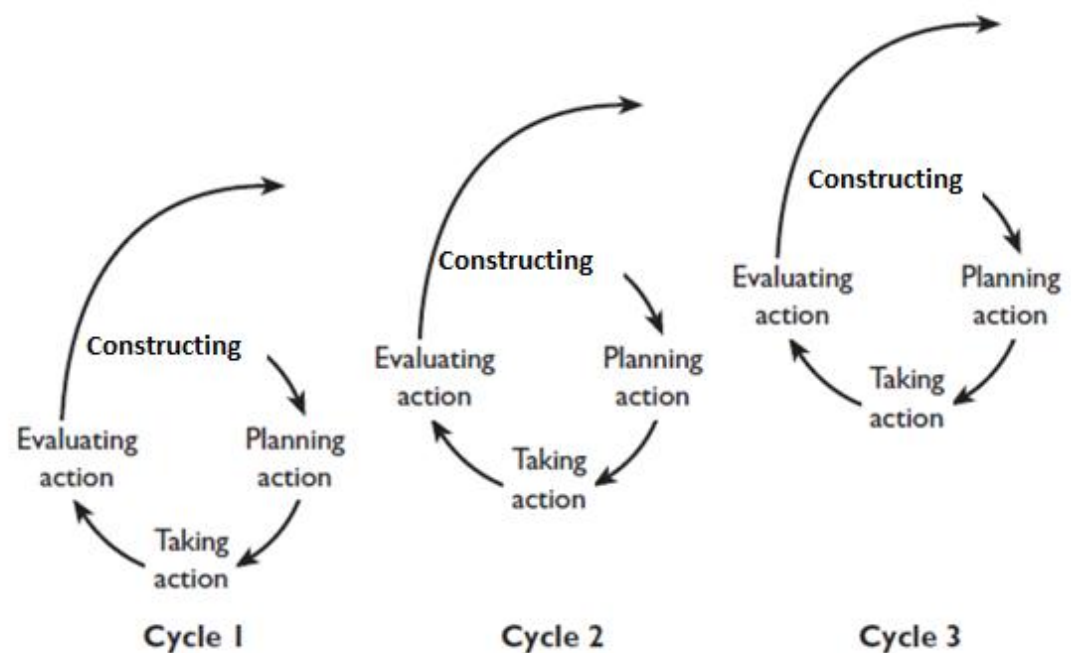 Constructing
Evaluating
action
Planning
action
Taking
action
Cycle 1
Constructing
Evaluating
action
Planning
action
Taking
action
Cycle 2
Constructing
Evaluating
action
Planning
action
Taking
action
Cycle 3